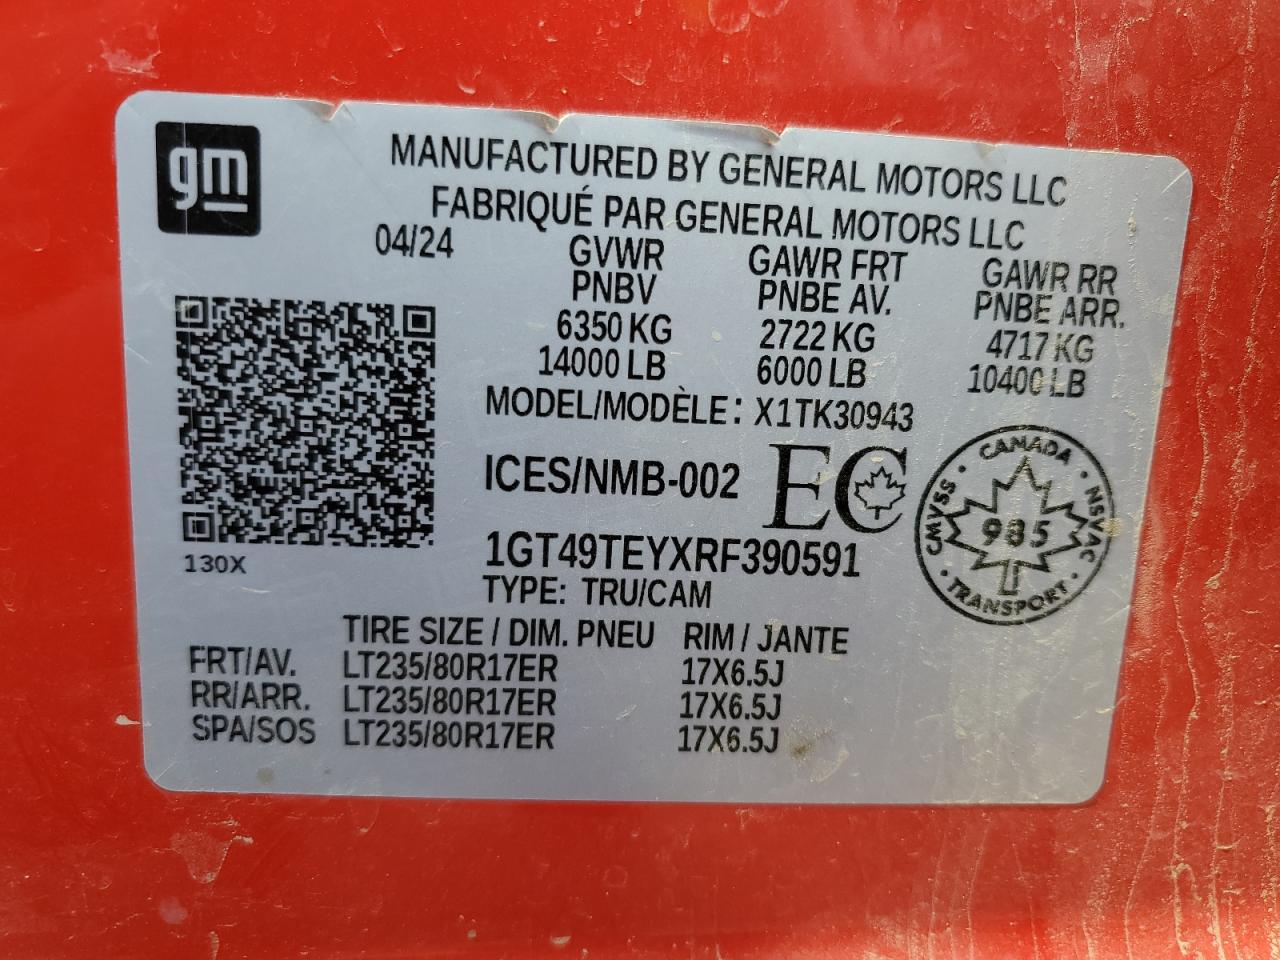 gm
MANUFACTURED BY GENERAL MOTORS LLC
FABRIQUÉ PAR GENERAL MOTORS LLC
04/24 GVWR GAWR FRT GAWR RR
PNBV PNBE AV. PNBE ARR.
6350 KG 2722 KG 4717 KG
14000 LB 6000 LB 10400 LB
MODEL/MODÈLE: X1TK30943
ICES/NMB-002 EC
CANADA
CMVSS 985 NSVAC
TRANSPORT
130X
1GT49TEYXRF390591
TYPE: TRU/CAM
TIRE SIZE / DIM. PNEU RIM / JANTE
FRT/AV. LT235/80R17ER 17X6.5J
RR/ARR. LT235/80R17ER 17X6.5J
SPA/SOS LT235/80R17ER 17X6.5J